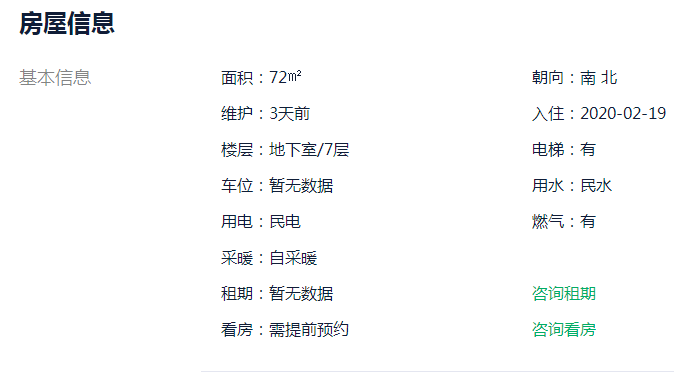 房屋信息
基本信息
面积：72㎡ 朝向：南 北
维护：3天前 入住：2020-02-19
楼层：地下室/7层 电梯：有
车位：暂无数据 用水：民水
用电：民电 燃气：有
采暖：自采暖
租期：暂无数据 咨询租期
看房：需提前预约 咨询看房